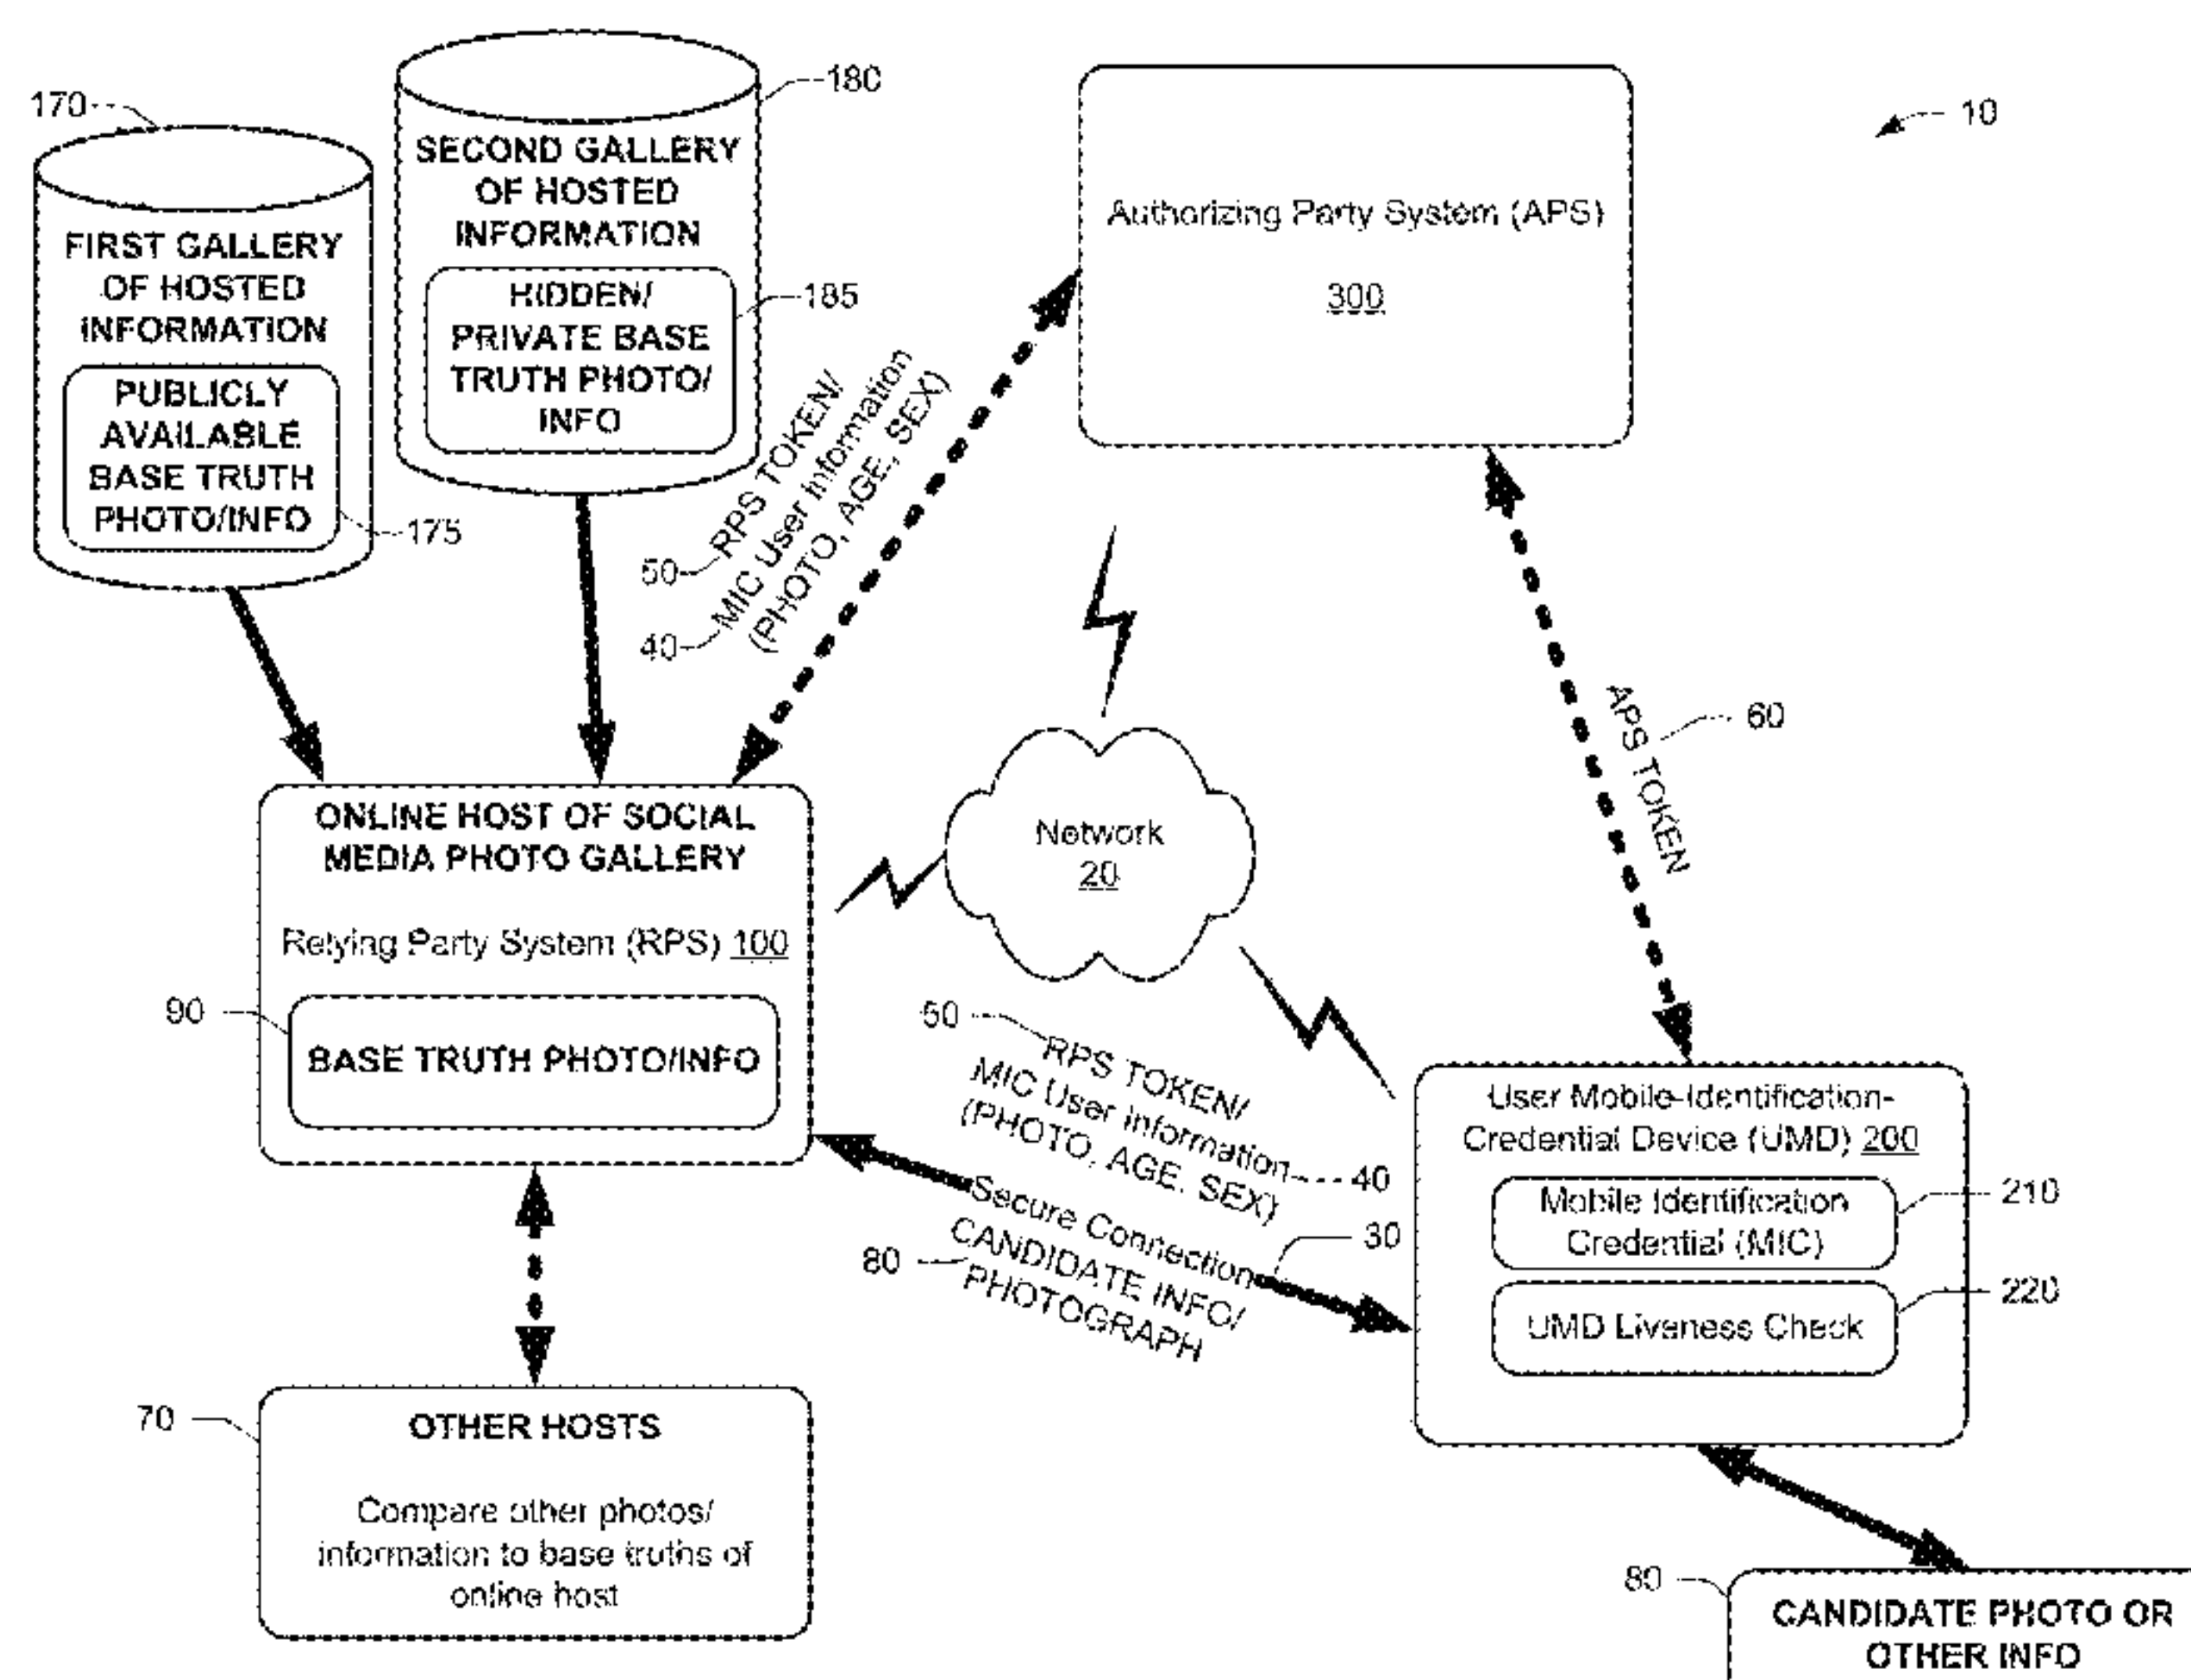 170
180
10
FIRST GALLERY
OF HOSTED
INFORMATION
PUBLICLY
AVAILABLE
BASE TRUTH
PHOTO/INFO
175
SECOND GALLERY
OF HOSTED
INFORMATION
HIDDEN/
PRIVATE BASE
TRUTH PHOTO/
INFO
185
Authorizing Party System (APS)
300
50
RPS TOKEN/
40
MIC User Information
(PHOTO, AGE, SEX)
APS TOKEN
60
Network
20
ONLINE HOST OF SOCIAL
MEDIA PHOTO GALLERY
Relying Party System (RPS) 100
90
BASE TRUTH PHOTO/INFO
50
RPS TOKEN/
MIC User Information
40
(PHOTO, AGE, SEX)
Secure Connection
30
80
CANDIDATE INFO/
PHOTOGRAPH
User Mobile-Identification-
Credential Device (UMD) 200
Mobile Identification
Credential (MIC)
210
UMD Liveness Check
220
70
OTHER HOSTS
Compare other photos/
information to base truths of
online host
80
CANDIDATE PHOTO OR
OTHER INFO